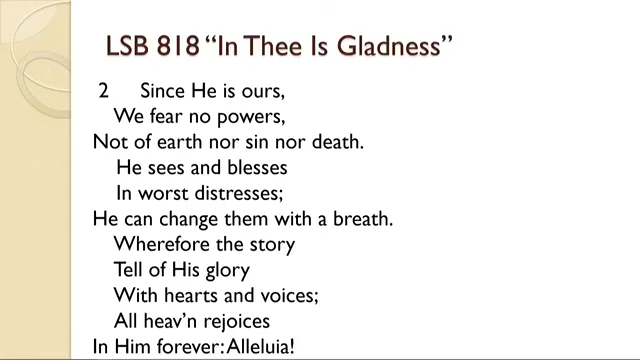 LSB 818 “In Thee Is Gladness”
2 Since He is ours,
We fear no powers,
Not of earth nor sin nor death.
He sees and blesses
In worst distresses;
He can change them with a breath.
Wherefore the story
Tell of His glory
With hearts and voices;
All heav’n rejoices
In Him forever: Alleluia!